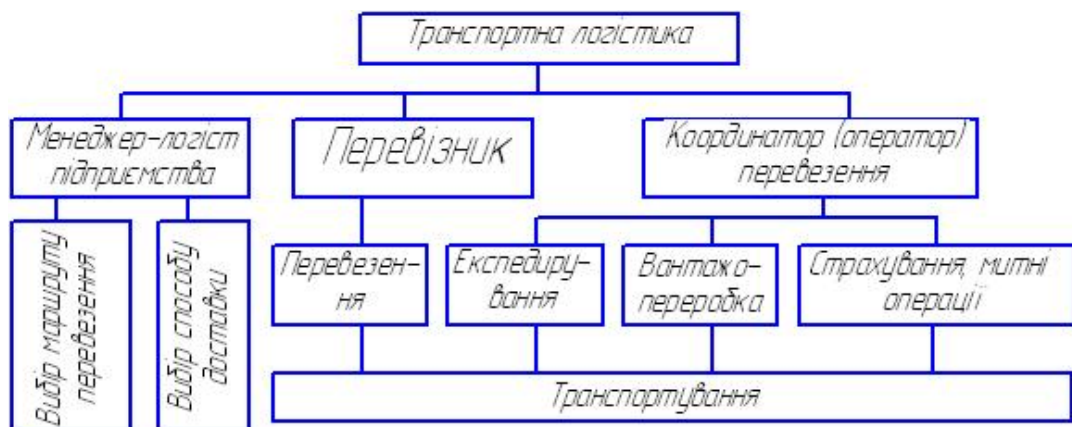 Транспортна логістика
Менеджер-логіст
підприємства
Перевізник
Координатор (оператор)
перевезення
Вибір маршруту
перевезення
Вибір способу
доставки
Перевезен-
ня
Експедиру-
вання
Вантажо-
переробка
Страхування, митні
операції
Транспортування